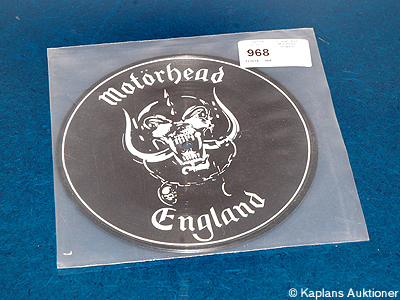 968
Motörhead
England
© Kaplans Auktioner